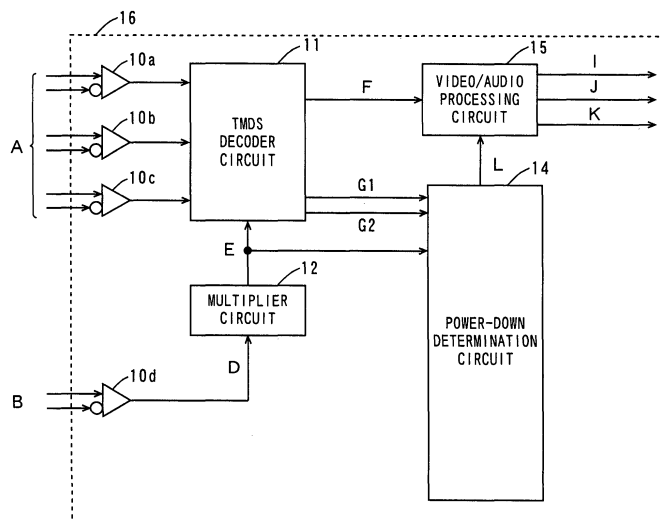 16
10a
11
15
I
VIDEO/AUDIO
PROCESSING
CIRCUIT
F
J
K
A
10b
TMDS
DECODER
CIRCUIT
10c
L
14
G1
G2
E
12
MULTIPLIER
CIRCUIT
POWER-DOWN
DETERMINATION
CIRCUIT
D
10d
B